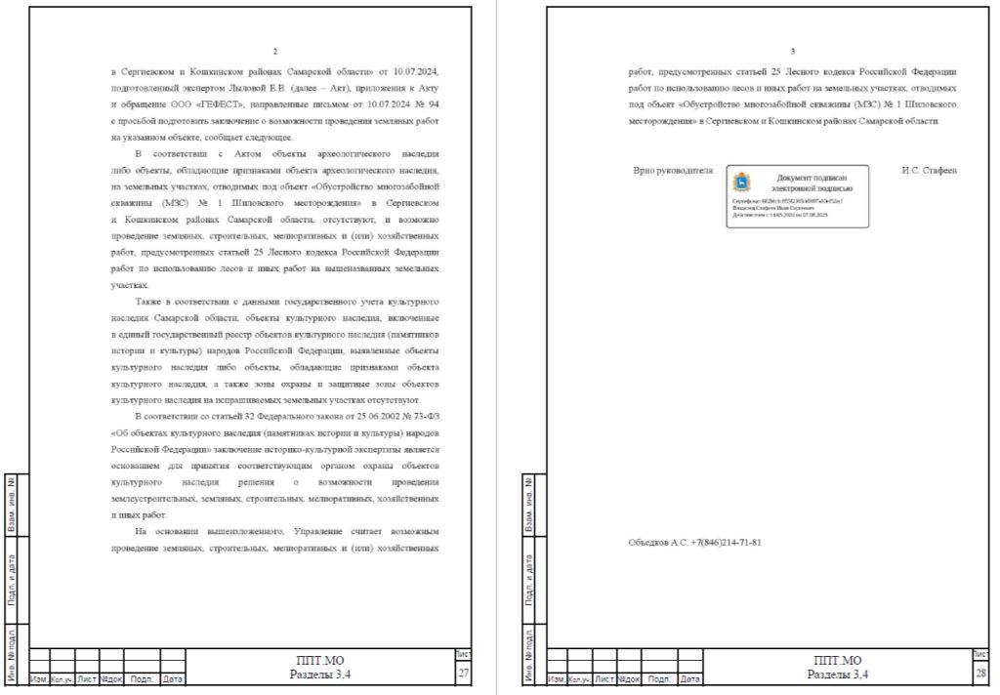 2
в Сергиевском и Кошкинском районах Самарской области» от 10.07.2024,
подготовленный экспертом Лыловой Е.В. (далее – Акт), приложения к Акту
и обращение ООО «ГЕФЕСТ», направленные письмом от 10.07.2024 № 94
с просьбой подготовить заключение о возможности проведения земляных работ
на указанном объекте, сообщает следующее.
В соответствии с Актом объекты археологического наследия
либо объекты, обладающие признаками объекта археологического наследия,
на земельных участках, отводимых под объект «Обустройство многозабойной
скважины (МЗС) № 1 Шиловского месторождения» в Сергиевском
и Кошкинском районах Самарской области, отсутствуют, и возможно
проведение земляных, строительных, мелиоративных и (или) хозяйственных
работ, предусмотренных статьей 25 Лесного кодекса Российской Федерации
работ по использованию лесов и иных работ на вышеназванных земельных
участках.
Также в соответствии с данными государственного учета культурного
наследия Самарской области, объекты культурного наследия, включенные
в единый государственный реестр объектов культурного наследия (памятников
истории и культуры) народов Российской Федерации, выявленные объекты
культурного наследия либо объекты, обладающие признаками объекта
культурного наследия, а также зоны охраны и защитные зоны объектов
культурного наследия на испрашиваемых земельных участках отсутствуют.
В соответствии со статьей 32 Федерального закона от 25.06.2002 № 73-ФЗ
«Об объектах культурного наследия (памятниках истории и культуры) народов
Российской Федерации» заключение историко-культурной экспертизы является
основанием для принятия соответствующим органом охраны объектов
культурного наследия решения о возможности проведения
землеустроительных, земляных, строительных, мелиоративных, хозяйственных
и иных работ.
На основании вышеизложенного, Управление считает возможным
проведение земляных, строительных, мелиоративных и (или) хозяйственных
Взам. инв. №
Подп. и дата
Инв. № подл.
Изм. Кол.уч. Лист №док Подп. Дата
ППТ.МО
Разделы 3,4
Лист
27
3
работ, предусмотренных статьей 25 Лесного кодекса Российской Федерации
работ по использованию лесов и иных работ на земельных участках, отводимых
под объект «Обустройство многозабойной скважины (МЗС) № 1 Шиловского
месторождения» в Сергиевском и Кошкинском районах Самарской области.
Врио руководителя
Документ подписан
электронной подписью
Сертификат
Владелец Стафеев Иван Сергеевич
Действителен с 14.05.2024 по 07.08.2025
И.С. Стафеев
Объедков А.С. +7(846)214-71-81
Взам. инв. №
Подп. и дата
Инв. № подл.
Изм. Кол.уч. Лист №док Подп. Дата
ППТ.МО
Разделы 3,4
Лист
28